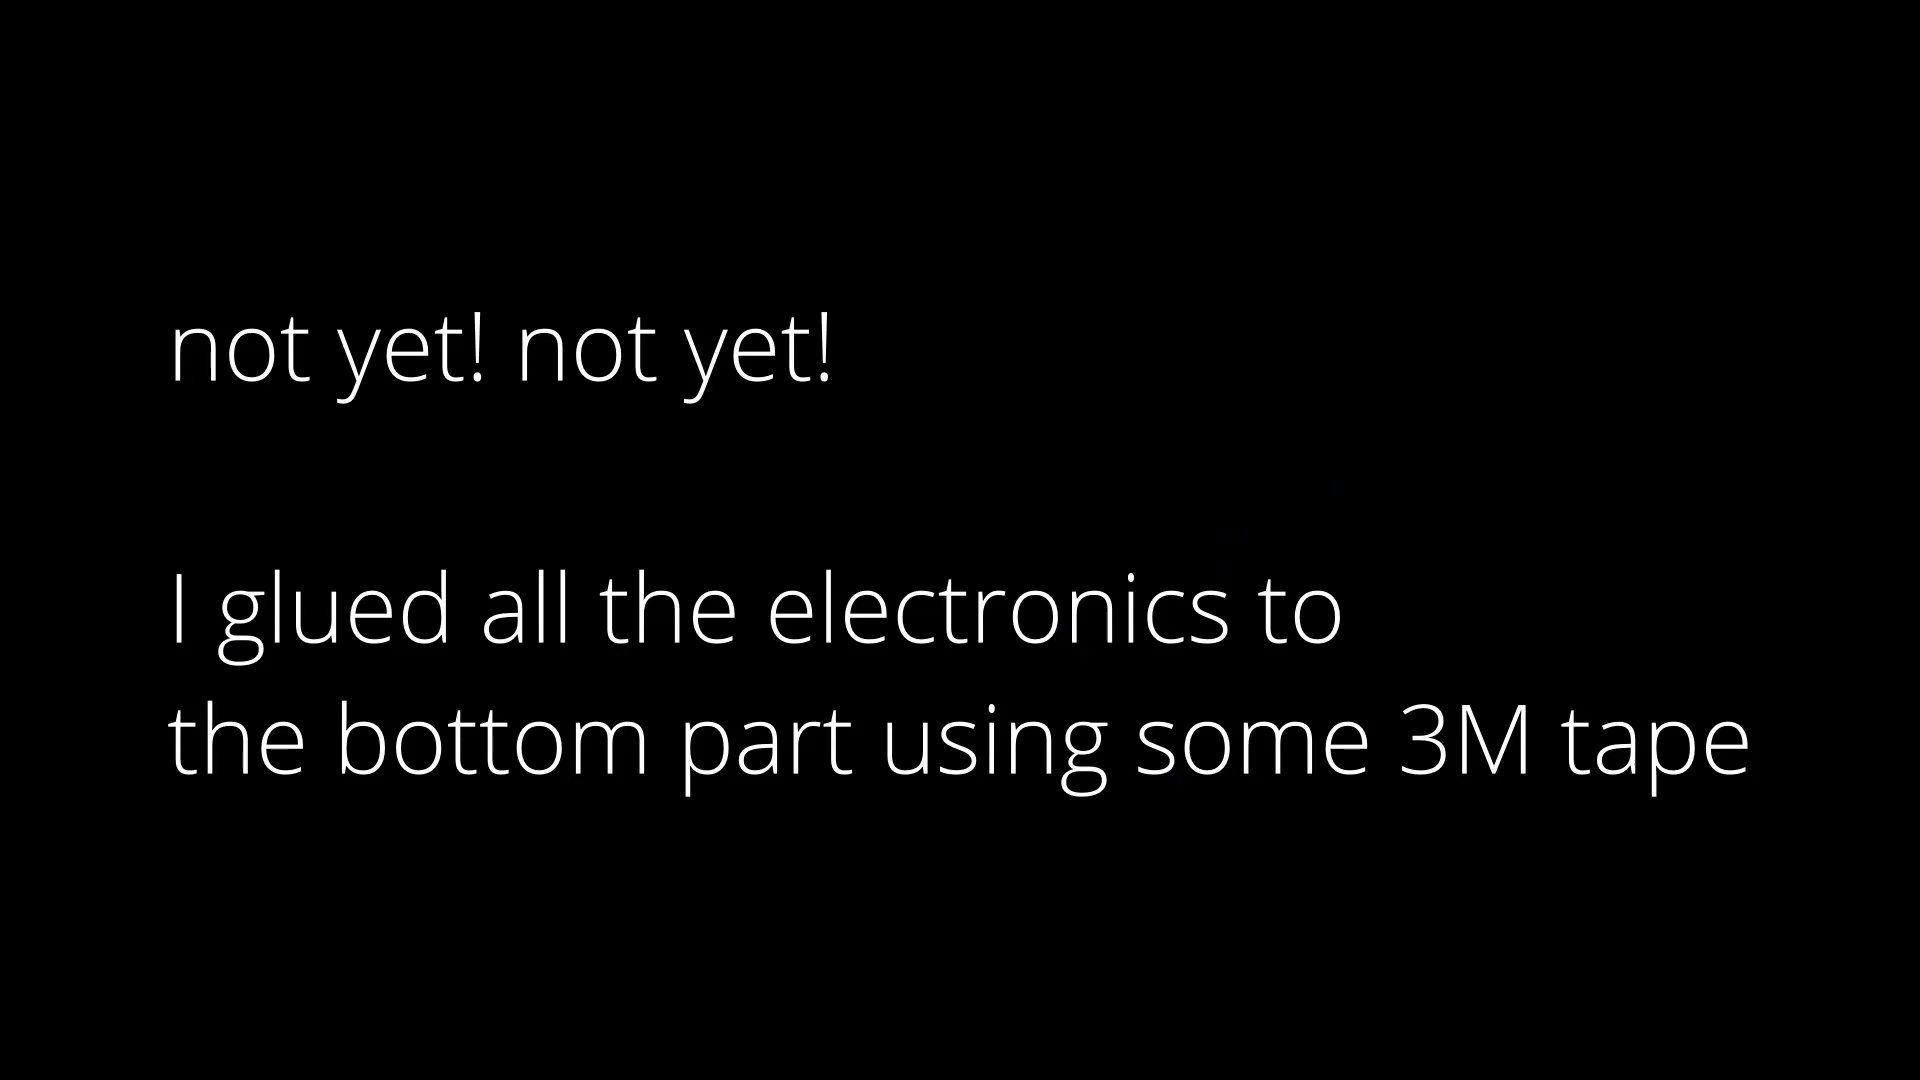 not yet! not yet!
I glued all the electronics to
the bottom part using some 3M tape